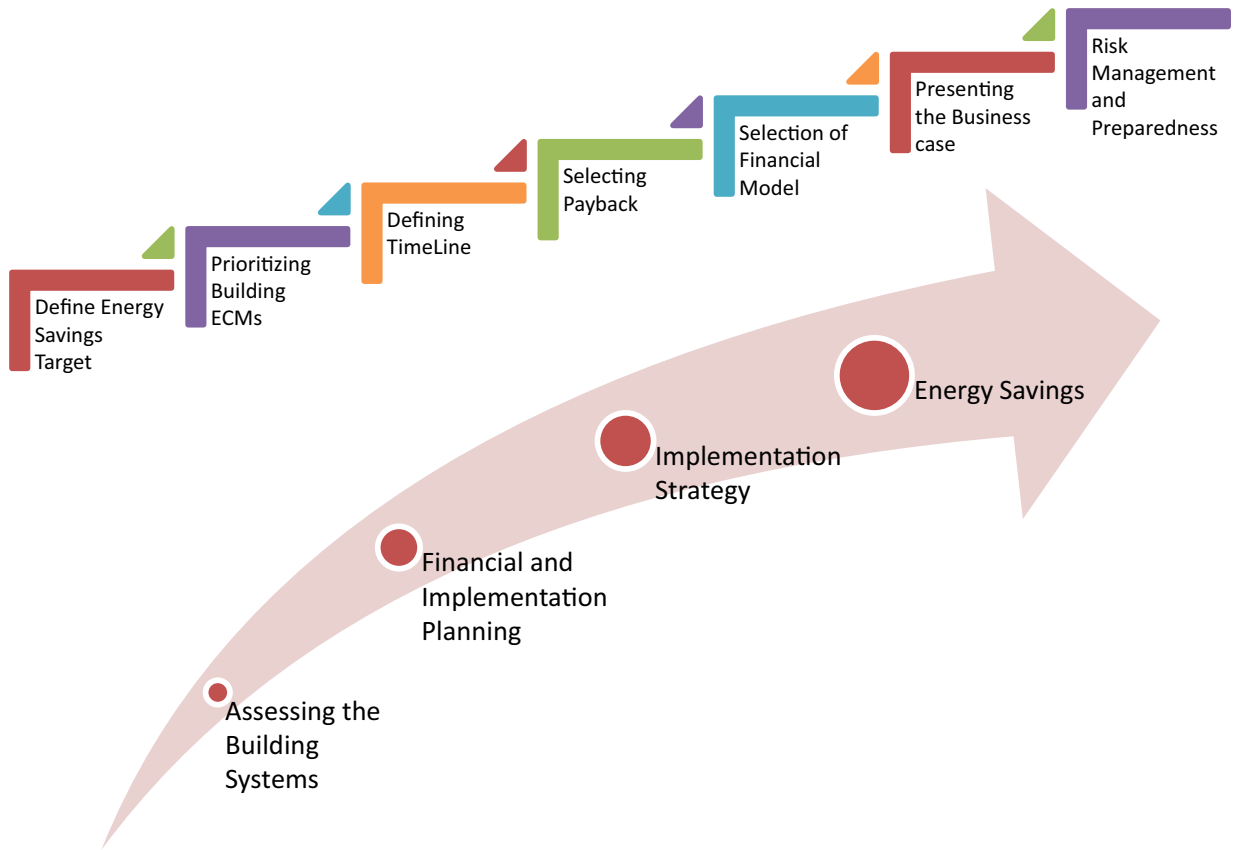 Define Energy
Savings
Target
Prioritizing
Building
ECMs
Defining
TimeLine
Selecting
Payback
Selection of
Financial
Model
Presenting
the Business
case
Risk
Management
and
Preparedness
Assessing the
Building
Systems
Financial and
Implementation
Planning
Implementation
Strategy
Energy Savings